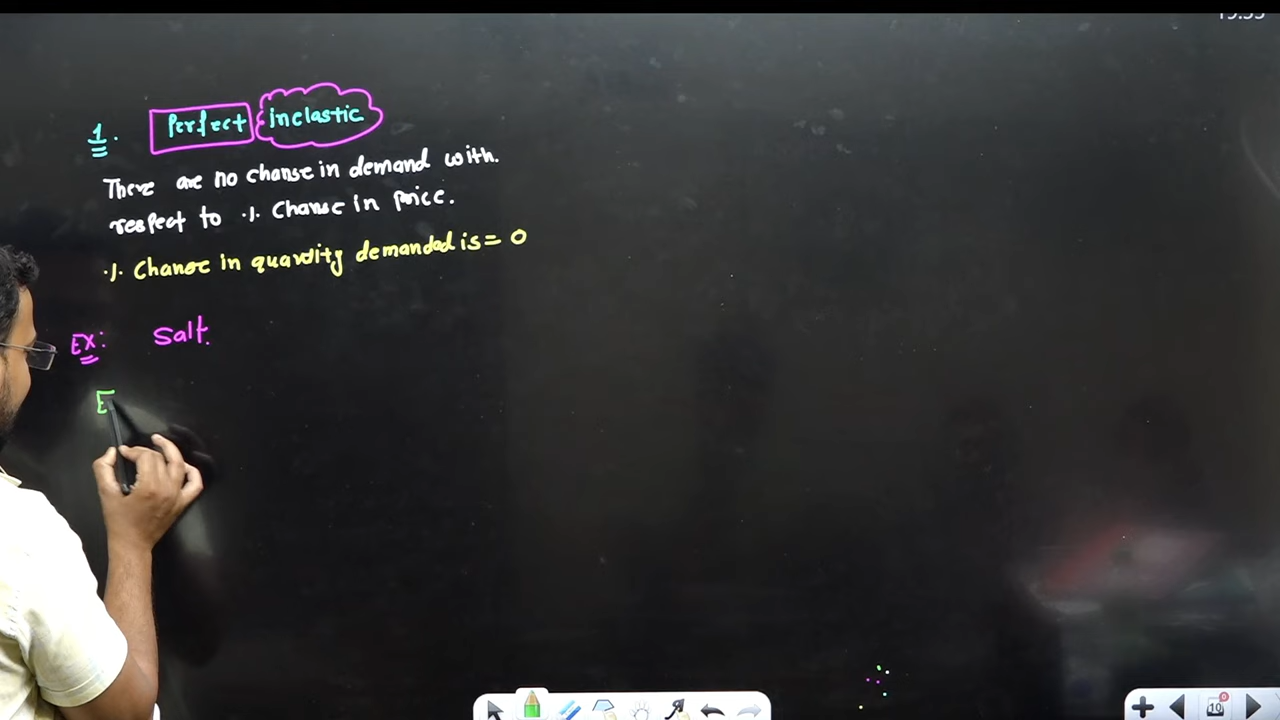 1. Perfect inelastic
There are no change in demand with.
respect to % Change in price.
% Change in quantity demanded is = 0
EX: Salt.
E
10